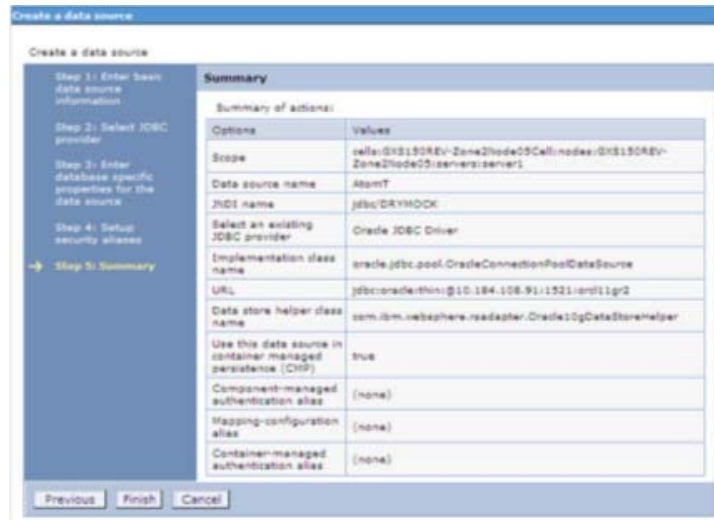 Create a data source
Create a data source
Step 1: Enter basic
data source
information
Step 2: Select JDBC
provider
Step 3: Enter
database specific
properties for the
data source
Step 4: Setup
security aliases
Step 5: Summary
Summary
Summary of actions:
Options Values
Scope cells:GXS150REV-Zone2Node05Cell:nodes:GXS150REV-
Zone2Node05:servers:server1
Data source name AtomT
JNDI name jdbc/DRYMOCK
Select an existing
JDBC provider Oracle JDBC Driver
Implementation class
name oracle.jdbc.pool.OracleConnectionPoolDataSource
URL jdbc:oracle:thin:@10.184.108.91:1521:orcl11gr2
Data store helper class
name com.ibm.websphere.rsadapter.Oracle10gDataStoreHelper
Use this data source in
container managed
persistence (CMP) true
Component-managed
authentication alias (none)
Mapping-configuration
alias (none)
Container-managed
authentication alias (none)
Previous Finish Cancel